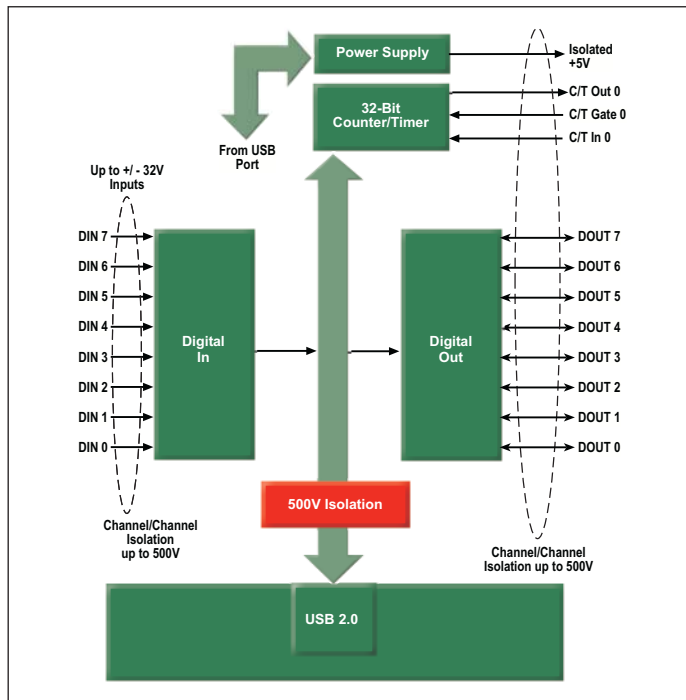 Power Supply
Isolated
+5V
32-Bit
Counter/Timer
C/T Out 0
C/T Gate 0
C/T In 0
From USB
Port
Up to +/ - 32V
Inputs
DIN 7
DIN 6
DIN 5
DIN 4
DIN 3
DIN 2
DIN 1
DIN 0
Digital
In
Digital
Out
DOUT 7
DOUT 6
DOUT 5
DOUT 4
DOUT 3
DOUT 2
DOUT 1
DOUT 0
500V Isolation
Channel/Channel
Isolation
up to 500V
Channel/Channel
Isolation up to 500V
USB 2.0